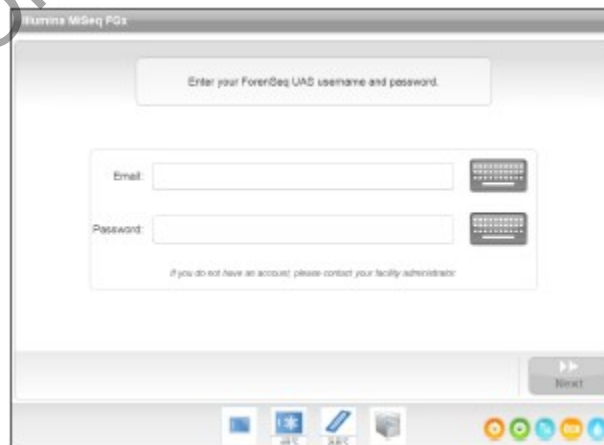 Illumina MiSeq FGx
Enter your ForenSeq UAS username and password.
Email:
Password:
If you do not have an account, please contact your facility administrator
Next